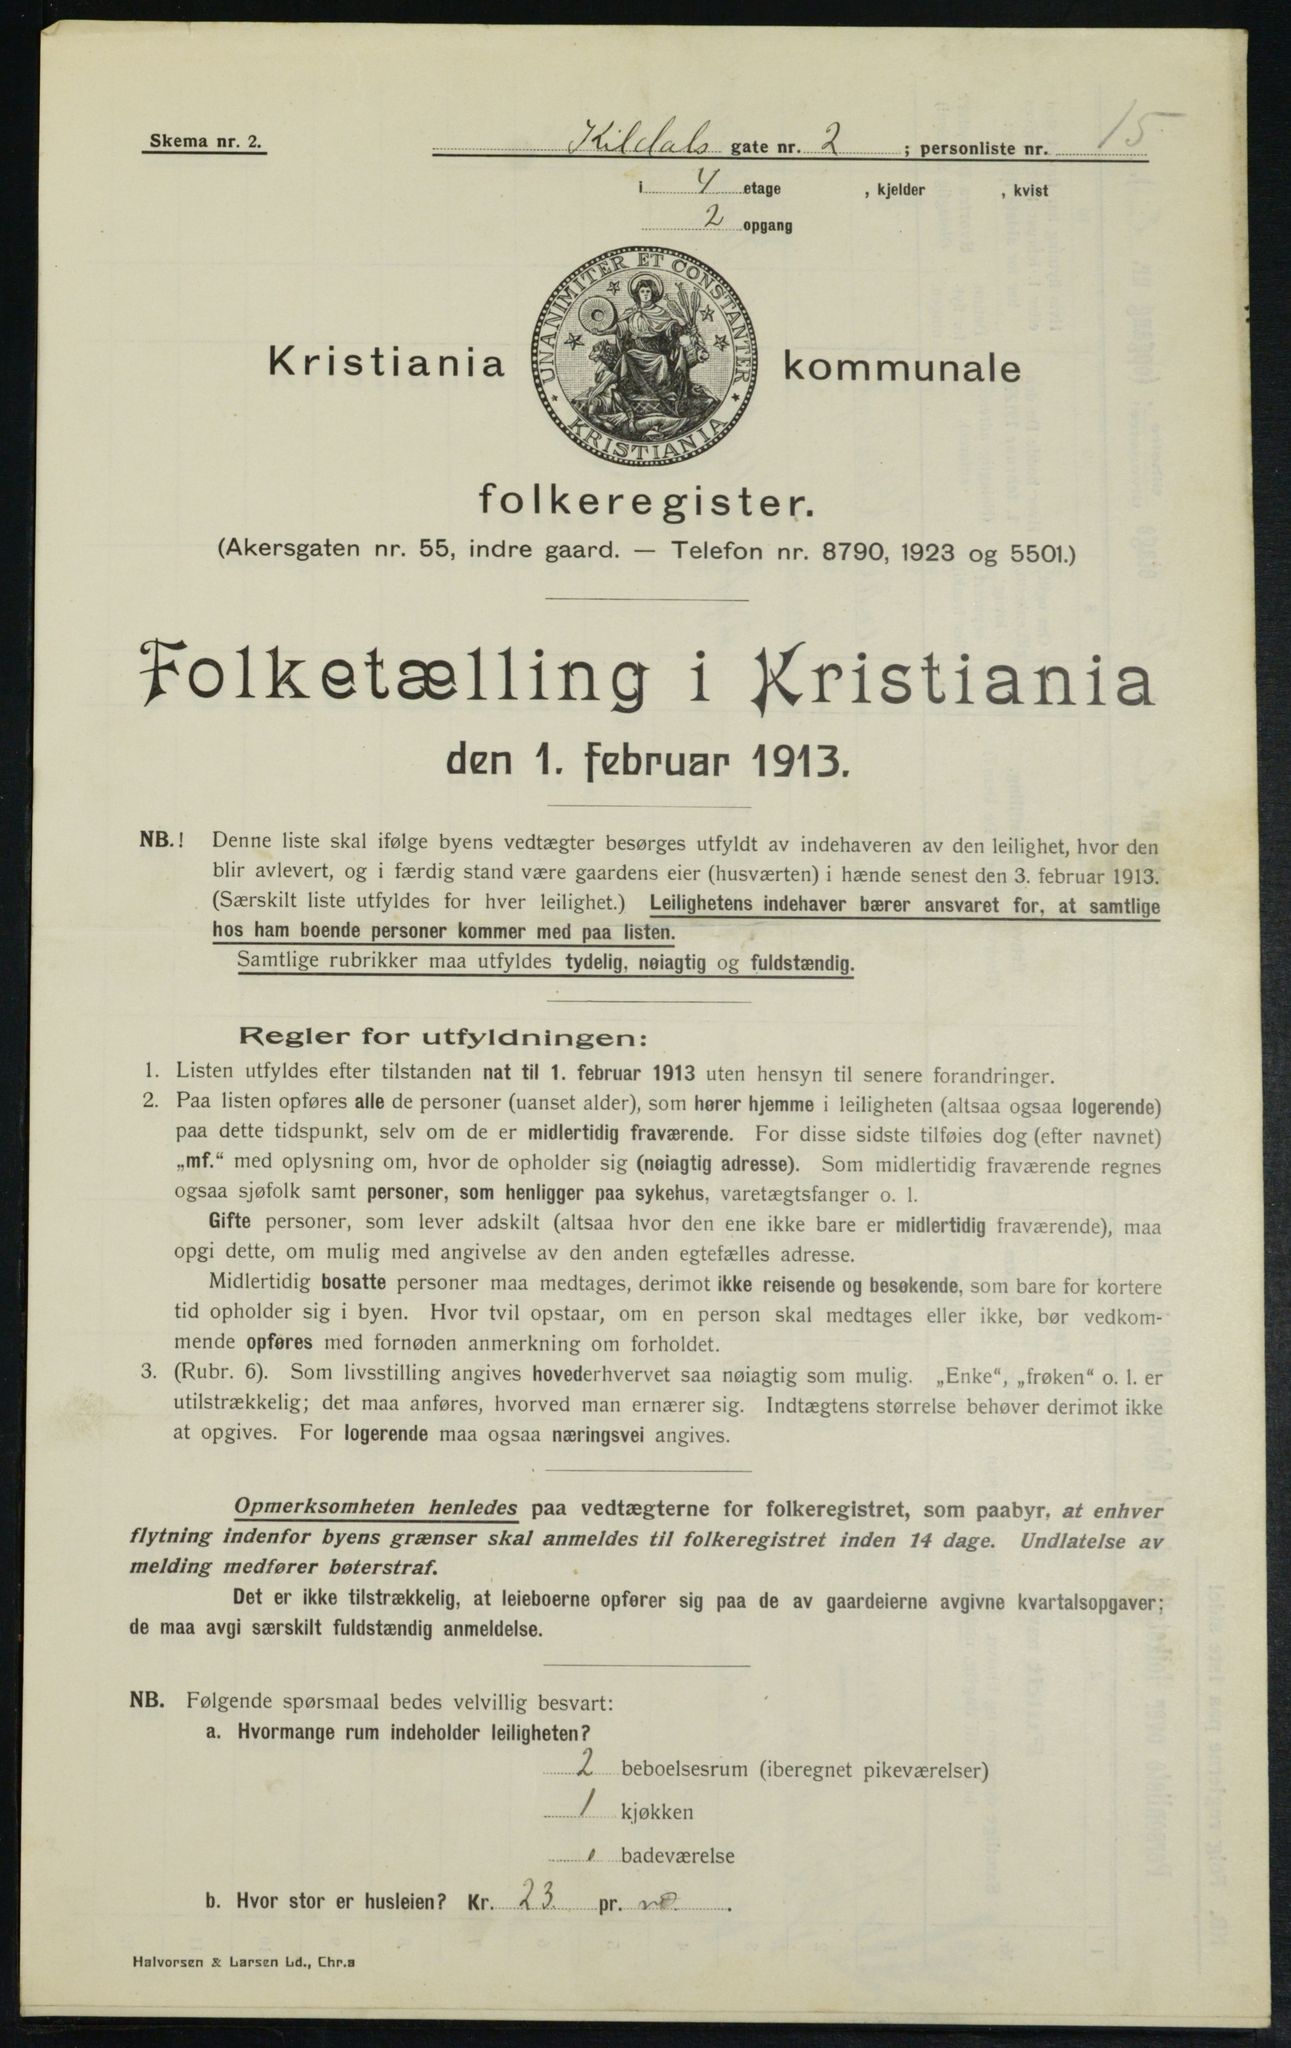 Skema nr. 2.
Kildals gate nr. 2 ; personliste nr. 15
i 4 etage , kjelder , kvist
2 opgang
UNANIMITER ET CONSTANTER
KRISTIANIA
Kristiania kommunale
folkeregister.
(Akersgaten nr. 55, indre gaard. — Telefon nr. 8790, 1923 og 5501.)
Folketælling i Kristiania
den 1. februar 1913.
NB.! Denne liste skal ifølge byens vedtægter besørges utfyldt av indehaveren av den leilighet, hvor den
blir avlevert, og i færdig stand være gaardens eier (husværten) i hænde senest den 3. februar 1913.
(Særskilt liste utfyldes for hver leilighet.) Leilighetens indehaver bærer ansvaret for, at samtlige
hos ham boende personer kommer med paa listen.
Samtlige rubrikker maa utfyldes tydelig, nøiagtig og fuldstændig.
Regler for utfyldningen:
1. Listen utfyldes efter tilstanden nat til 1. februar 1913 uten hensyn til senere forandringer.
2. Paa listen opføres alle de personer (uanset alder), som hører hjemme i leiligheten (altsaa ogsaa logerende)
paa dette tidspunkt, selv om de er midlertidig fraværende. For disse sidste tilføies dog (efter navnet)
„mf.“ med oplysning om, hvor de opholder sig (nøiagtig adresse). Som midlertidig fraværende regnes
ogsaa sjøfolk samt personer, som henligger paa sykehus, varetægtsfanger o. l.
Gifte personer, som lever adskilt (altsaa hvor den ene ikke bare er midlertidig fraværende), maa
opgi dette, om mulig med angivelse av den anden egtefælles adresse.
Midlertidig bosatte personer maa medtages, derimot ikke reisende og besøkende, som bare for kortere
tid opholder sig i byen. Hvor tvil opstaar, om en person skal medtages eller ikke, bør vedkom-
mende opføres med fornøden anmerkning om forholdet.
3. (Rubr. 6). Som livsstilling angives hovederhvervet saa nøiagtig som mulig. „Enke“, „frøken“ o. l. er
utilstrækkelig; det maa anføres, hvorved man ernærer sig. Indtægtens størrelse behøver derimot ikke
at opgives. For logerende maa ogsaa næringsvei angives.
Opmerksomheten henledes paa vedtægterne for folkeregistret, som paabyr, at enhver
flytning indenfor byens grænser skal anmeldes til folkeregistret inden 14 dage. Undlatelse av
melding medfører bøterstraf.
Det er ikke tilstrækkelig, at leieboerne opfører sig paa de av gaardeierne avgivne kvartalsopgaver;
de maa avgi særskilt fuldstændig anmeldelse.
NB. Følgende spørsmaal bedes velvillig besvart:
a. Hvormange rum indeholder leiligheten?
2 beboelsesrum (iberegnet pikeværelser)
1 kjøkken
badeværelse
b. Hvor stor er husleien? Kr. 23 pr. .
Halvorsen & Larsen Ld., Chr.a